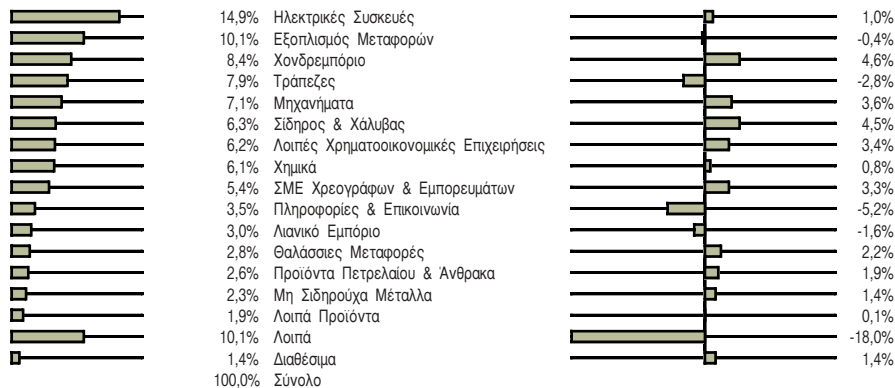 14,9% Ηλεκτρικές Συσκευές 1,0%
10,1% Εξοπλισμός Μεταφορών -0,4%
8,4% Χονδρεμπόριο 4,6%
7,9% Τράπεζες -2,8%
7,1% Μηχανήματα 3,6%
6,3% Σίδηρος & Χάλυβας 4,5%
6,2% Λοιπές Χρηματοοικονομικές Επιχειρήσεις 3,4%
6,1% Χημικά 0,8%
5,4% ΣΜΕ Χρεογράφων & Εμπορευμάτων 3,3%
3,5% Πληροφορίες & Επικοινωνία -5,2%
3,0% Λιανικό Εμπόριο -1,6%
2,8% Θαλάσσιες Μεταφορές 2,2%
2,6% Προϊόντα Πετρελαίου & Άνθρακα 1,9%
2,3% Μη Σιδηρούχα Μέταλλα 1,4%
1,9% Λοιπά Προϊόντα 0,1%
10,1% Λοιπά -18,0%
1,4% Διαθέσιμα 1,4%
100,0% Σύνολο